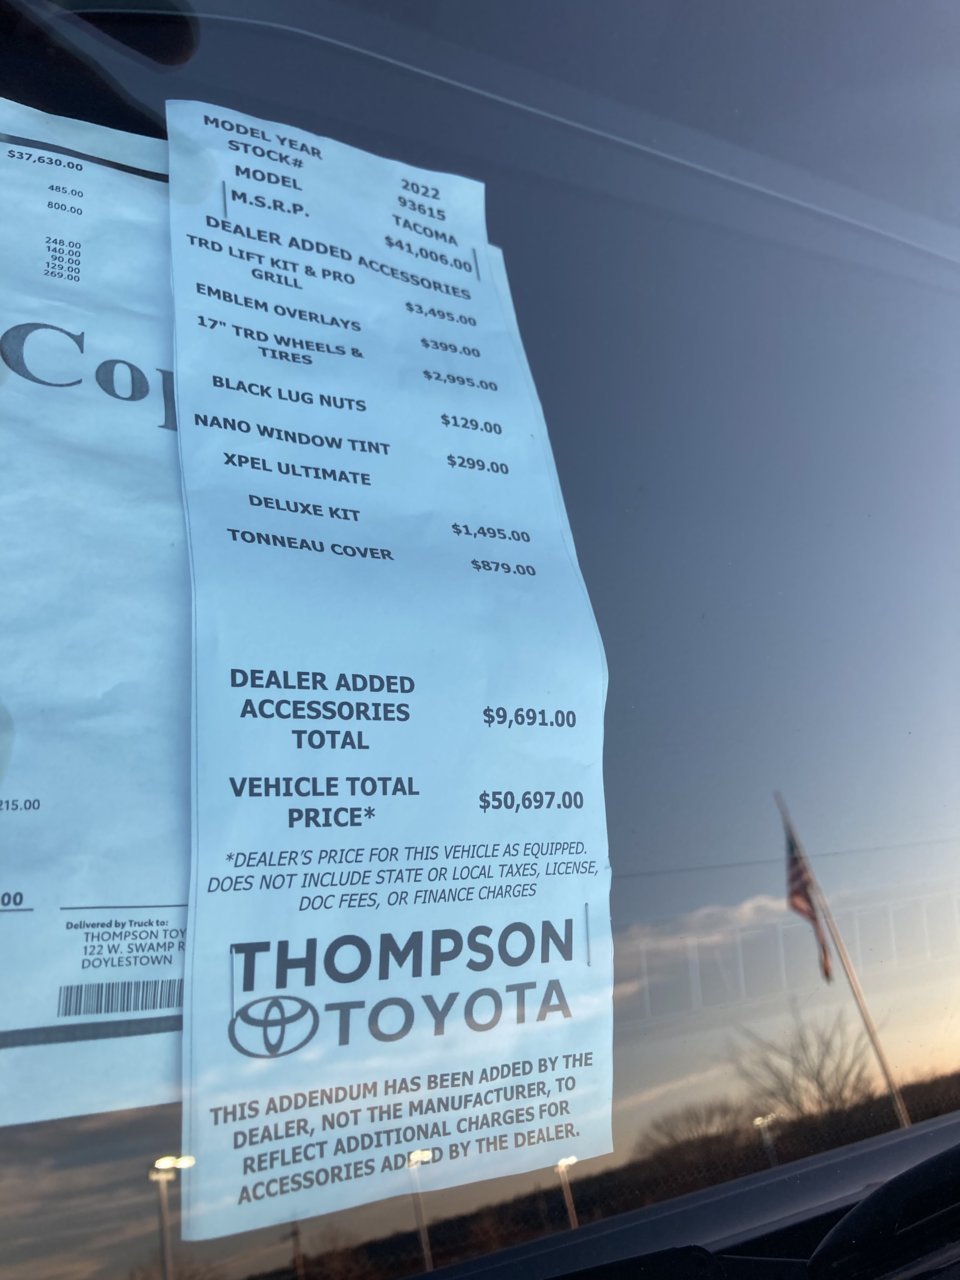 $37,630.00
485.00
800.00
248.00
140.00
90.00
129.00
269.00
Cop
215.00
00
Delivered by Truck to:
THOMPSON TOY
122 W. SWAMP R
DOYLESTOWN
MODEL YEAR 2022
STOCK# 93615
MODEL TACOMA
M.S.R.P. $41,006.00
DEALER ADDED ACCESSORIES
TRD LIFT KIT & PRO
GRILL $3,495.00
EMBLEM OVERLAYS $399.00
17" TRD WHEELS &
TIRES $2,995.00
BLACK LUG NUTS $129.00
NANO WINDOW TINT $299.00
XPEL ULTIMATE
DELUXE KIT $1,495.00
TONNEAU COVER $879.00
DEALER ADDED
ACCESSORIES $9,691.00
TOTAL
VEHICLE TOTAL
PRICE* $50,697.00
*DEALER'S PRICE FOR THIS VEHICLE AS EQUIPPED.
DOES NOT INCLUDE STATE OR LOCAL TAXES, LICENSE,
DOC FEES, OR FINANCE CHARGES
THOMPSON
TOYOTA
THIS ADDENDUM HAS BEEN ADDED BY THE
DEALER, NOT THE MANUFACTURER, TO
REFLECT ADDITIONAL CHARGES FOR
ACCESSORIES ADDED BY THE DEALER.